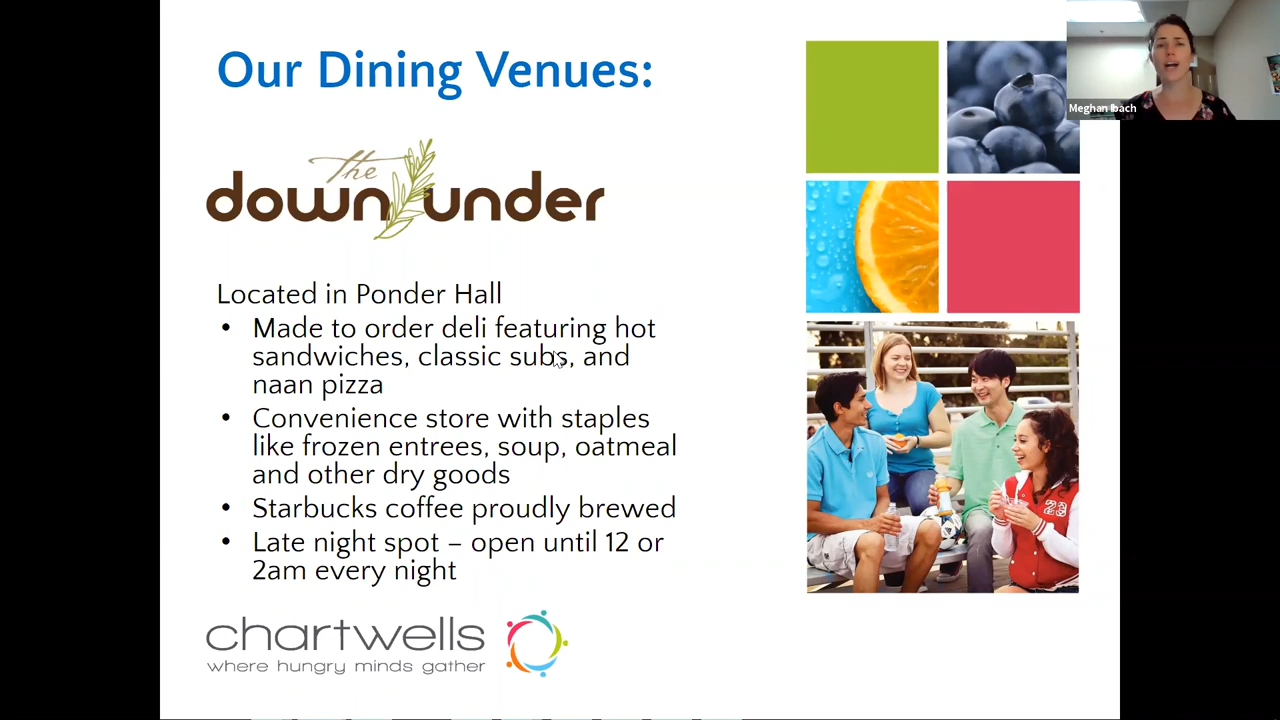 Our Dining Venues:
Meghan Ibach
the
down under
Located in Ponder Hall
• Made to order deli featuring hot
sandwiches, classic subs, and
naan pizza
• Convenience store with staples
like frozen entrees, soup, oatmeal
and other dry goods
• Starbucks coffee proudly brewed
• Late night spot – open until 12 or
2am every night
23
chartwells
where hungry minds gather